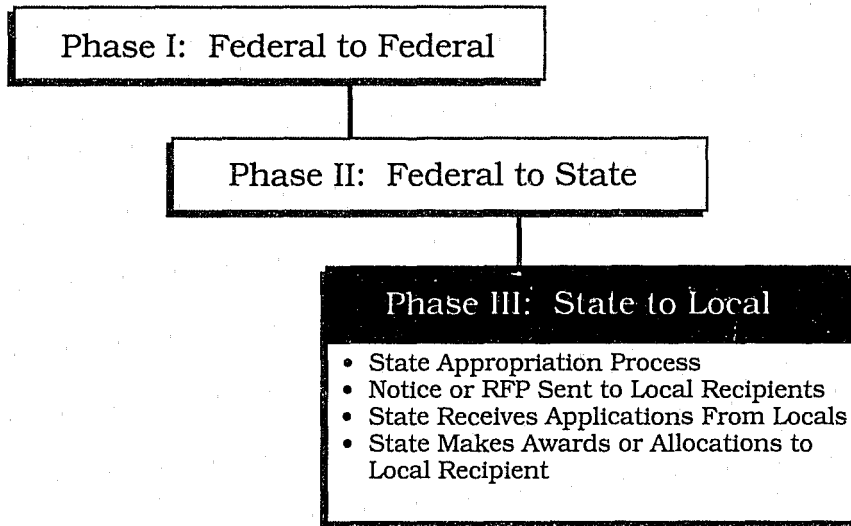 Phase I: Federal to Federal
Phase II: Federal to State
Phase III: State to Local
• State Appropriation Process
• Notice or RFP Sent to Local Recipients
• State Receives Applications From Locals
• State Makes Awards or Allocations to
Local Recipient